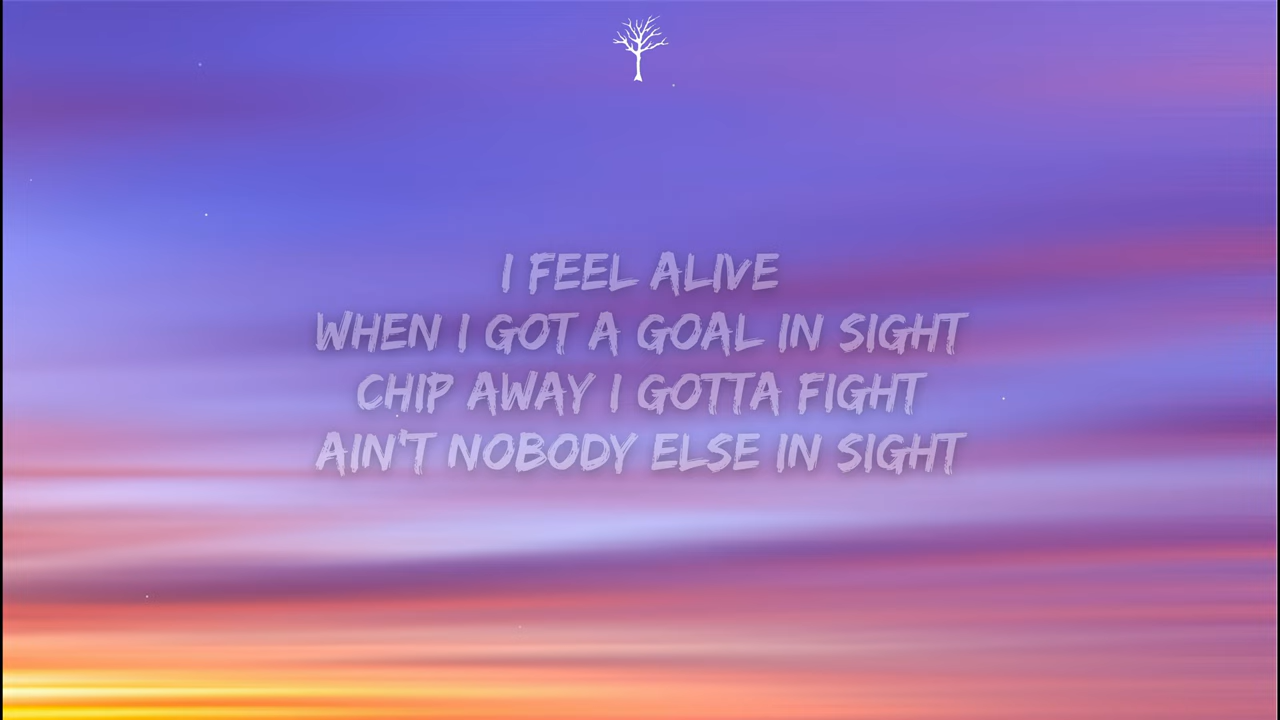 I FEEL ALIVE
WHEN I GOT A GOAL IN SIGHT
CHIP AWAY I GOTTA FIGHT
AIN'T NOBODY ELSE IN SIGHT